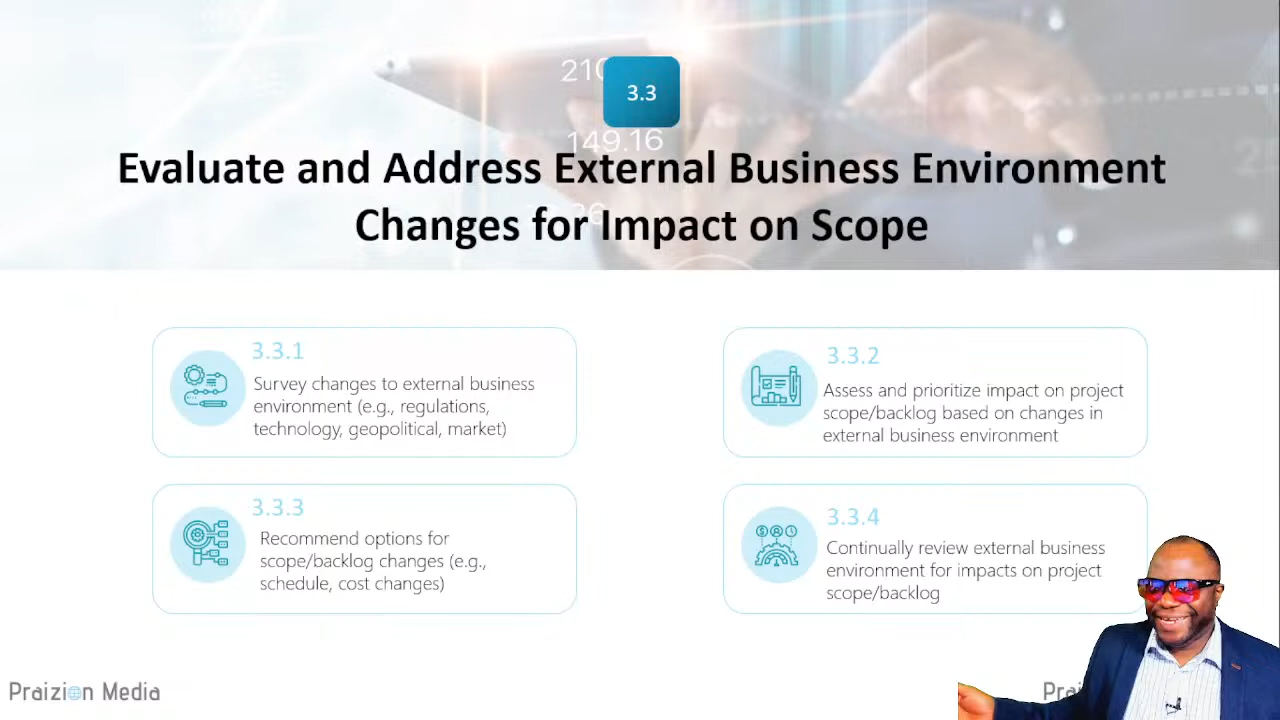 210
3.3
149.16
Evaluate and Address External Business Environment
Changes for Impact on Scope
3.3.1
Survey changes to external business
environment (e.g., regulations,
technology, geopolitical, market)
3.3.2
Assess and prioritize impact on project
scope/backlog based on changes in
external business environment
3.3.3
Recommend options for
scope/backlog changes (e.g.,
schedule, cost changes)
3.3.4
Continually review external business
environment for impacts on project
scope/backlog
Praizion Media